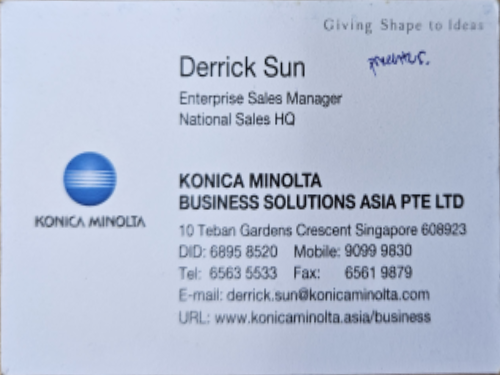 Giving Shape to Ideas
Derrick Sun
Enterprise Sales Manager
National Sales HQ
KONICA MINOLTA
KONICA MINOLTA
BUSINESS SOLUTIONS ASIA PTE LTD
10 Teban Gardens Crescent Singapore 608923
DID: 6895 8520 Mobile: 9099 9830
Tel: 6563 5533 Fax: 6561 9879
E-mail: derrick.sun@konicaminolta.com
URL: www.konicaminolta.asia/business